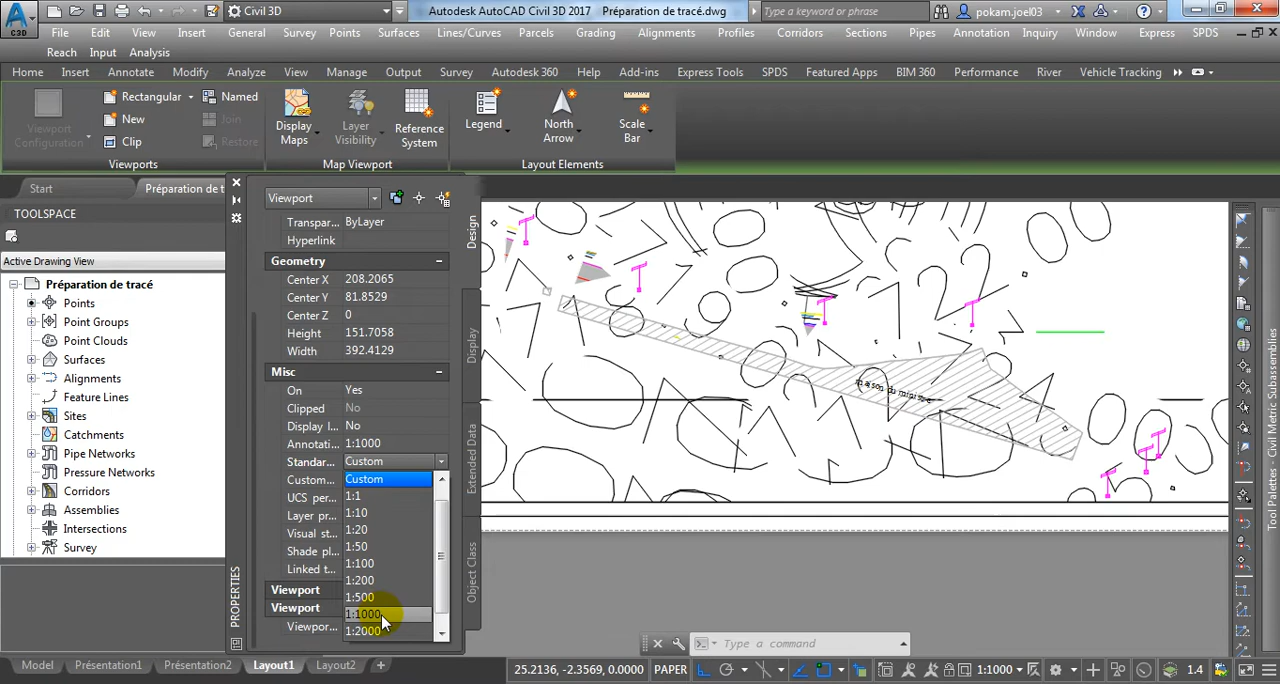 Civil 3D
Autodesk AutoCAD Civil 3D 2017 Préparation de tracé.dwg
Type a keyword or phrase
pokam.joel03
C3D
File Edit View Insert General Survey Points Surfaces Lines/Curves Parcels Grading Alignments Profiles Corridors Sections Pipes Annotation Inquiry Window Express SPDS
Reach Input Analysis
Home Insert Annotate Modify Analyze View Manage Output Survey Autodesk 360 Help Add-ins Express Tools SPDS Featured Apps BIM 360 Performance River Vehicle Tracking
Rectangular
Named
New
Join
Clip
Restore
Viewport
Configuration
Display
Maps
Layer
Visibility
Reference
System
Legend
North
Arrow
Scale
Bar
Viewports
Map Viewport
Layout Elements
Start
Préparation de t
TOOLSPACE
Active Drawing View
Préparation de tracé
Points
Point Groups
Point Clouds
Surfaces
Alignments
Feature Lines
Sites
Catchments
Pipe Networks
Pressure Networks
Corridors
Assemblies
Intersections
Survey
PROPERTIES
Viewport
Transpar... ByLayer
Hyperlink
Geometry
Center X 208.2065
Center Y 81.8529
Center Z 0
Height 151.7058
Width 392.4129
Misc
On Yes
Clipped No
Display l... No
Annotati... 1:1000
Standar... Custom
Custom...
UCS per...
Layer pr...
Visual st...
Shade pl...
Linked t...
Viewport
Viewport
Viewpor...
Custom
1:1
1:10
1:20
1:50
1:100
1:200
1:500
1:1000
1:2000
Design
Display
Extended Data
Object Class
maison du ministre
Tool Palettes - Civil Metric Subassemblies
Type a command
Model Présentation1 Présentation2 Layout1 Layout2 +
25.2136, -2.3569, 0.0000 PAPER 1:1000 1.4